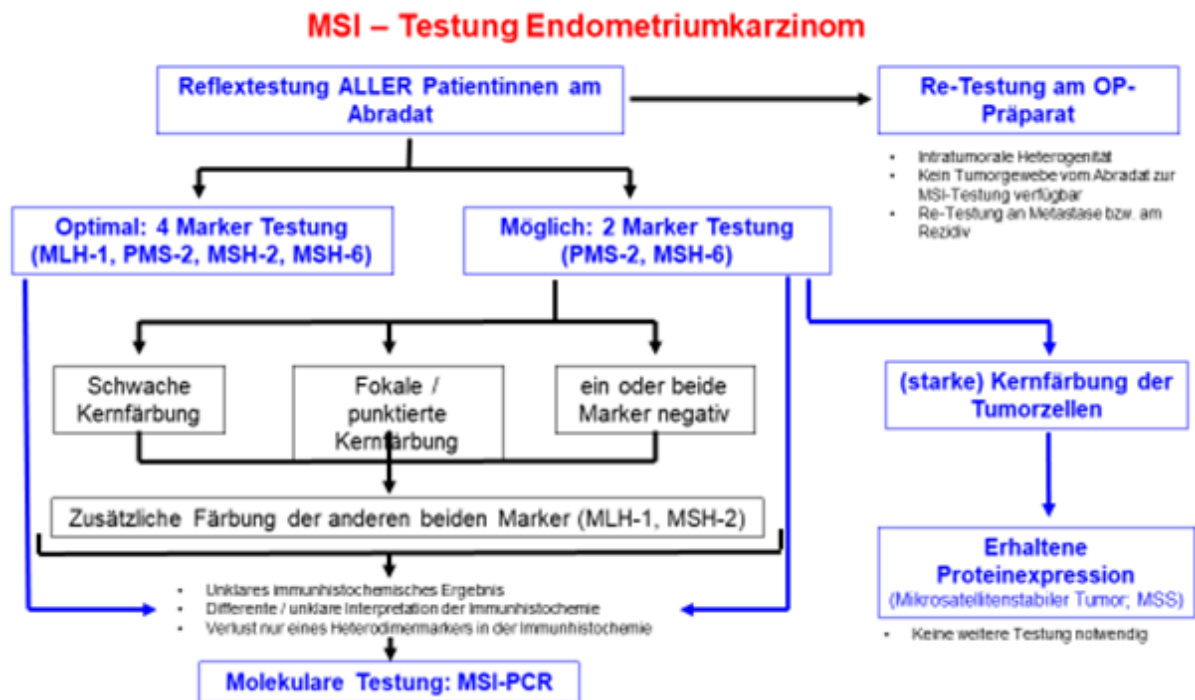 MSI – Testung Endometriumkarzinom
Reflextestung ALLER Patientinnen am
Abradat
Re-Testung am OP-
Präparat
• Intratumorale Heterogenität
• Kein Tumorgewebe vom Abradat zur
MSI-Testung verfügbar
• Re-Testung an Metastase bzw. am
Rezidiv
Optimal: 4 Marker Testung
(MLH-1, PMS-2, MSH-2, MSH-6)
Möglich: 2 Marker Testung
(PMS-2, MSH-6)
Schwache
Kernfärbung
Fokale /
punktierte
Kernfärbung
ein oder beide
Marker negativ
(starke) Kernfärbung der
Tumorzellen
Zusätzliche Färbung der anderen beiden Marker (MLH-1, MSH-2)
Erhaltene
Proteinexpression
(Mikrosatellitenstabiler Tumor; MSS)
• Keine weitere Testung notwendig
• Unklares immunhistochemisches Ergebnis
• Differente / unklare Interpretation der Immunhistochemie
• Verlust nur eines Heterodimermarkers in der Immunhistochemie
Molekulare Testung: MSI-PCR